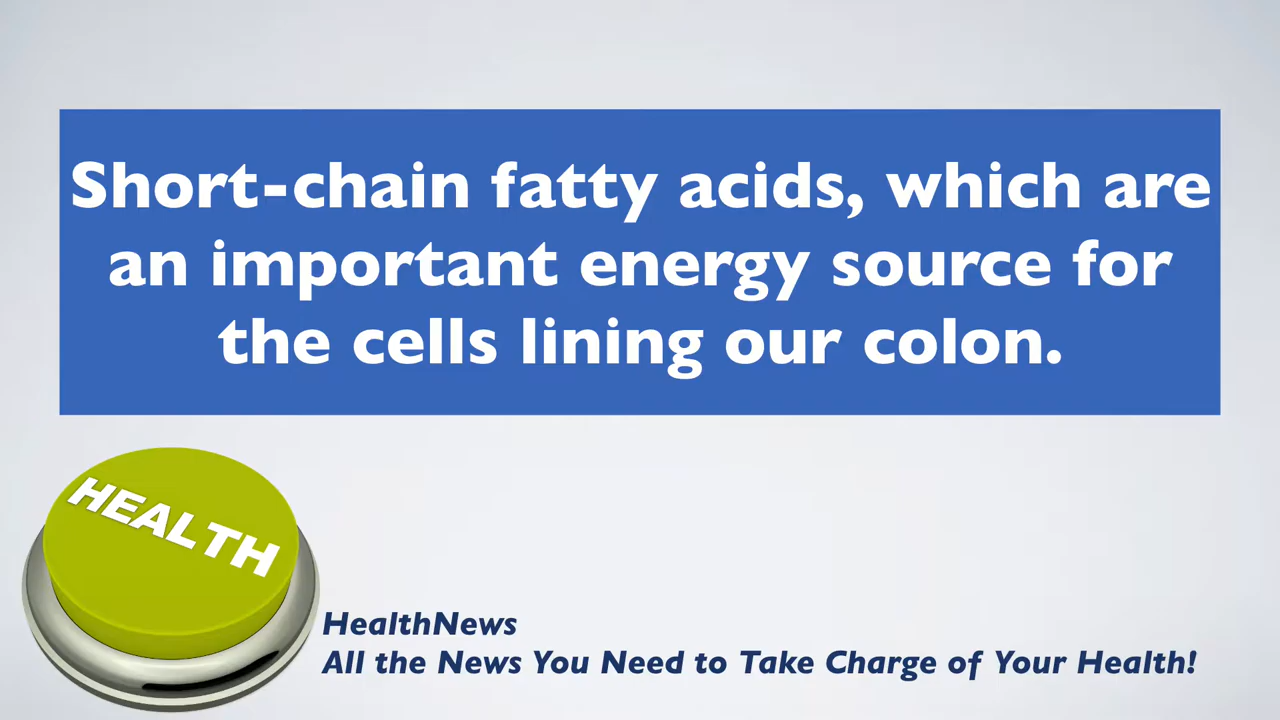 Short-chain fatty acids, which are
an important energy source for
the cells lining our colon.
HEALTH
HealthNews
All the News You Need to Take Charge of Your Health!